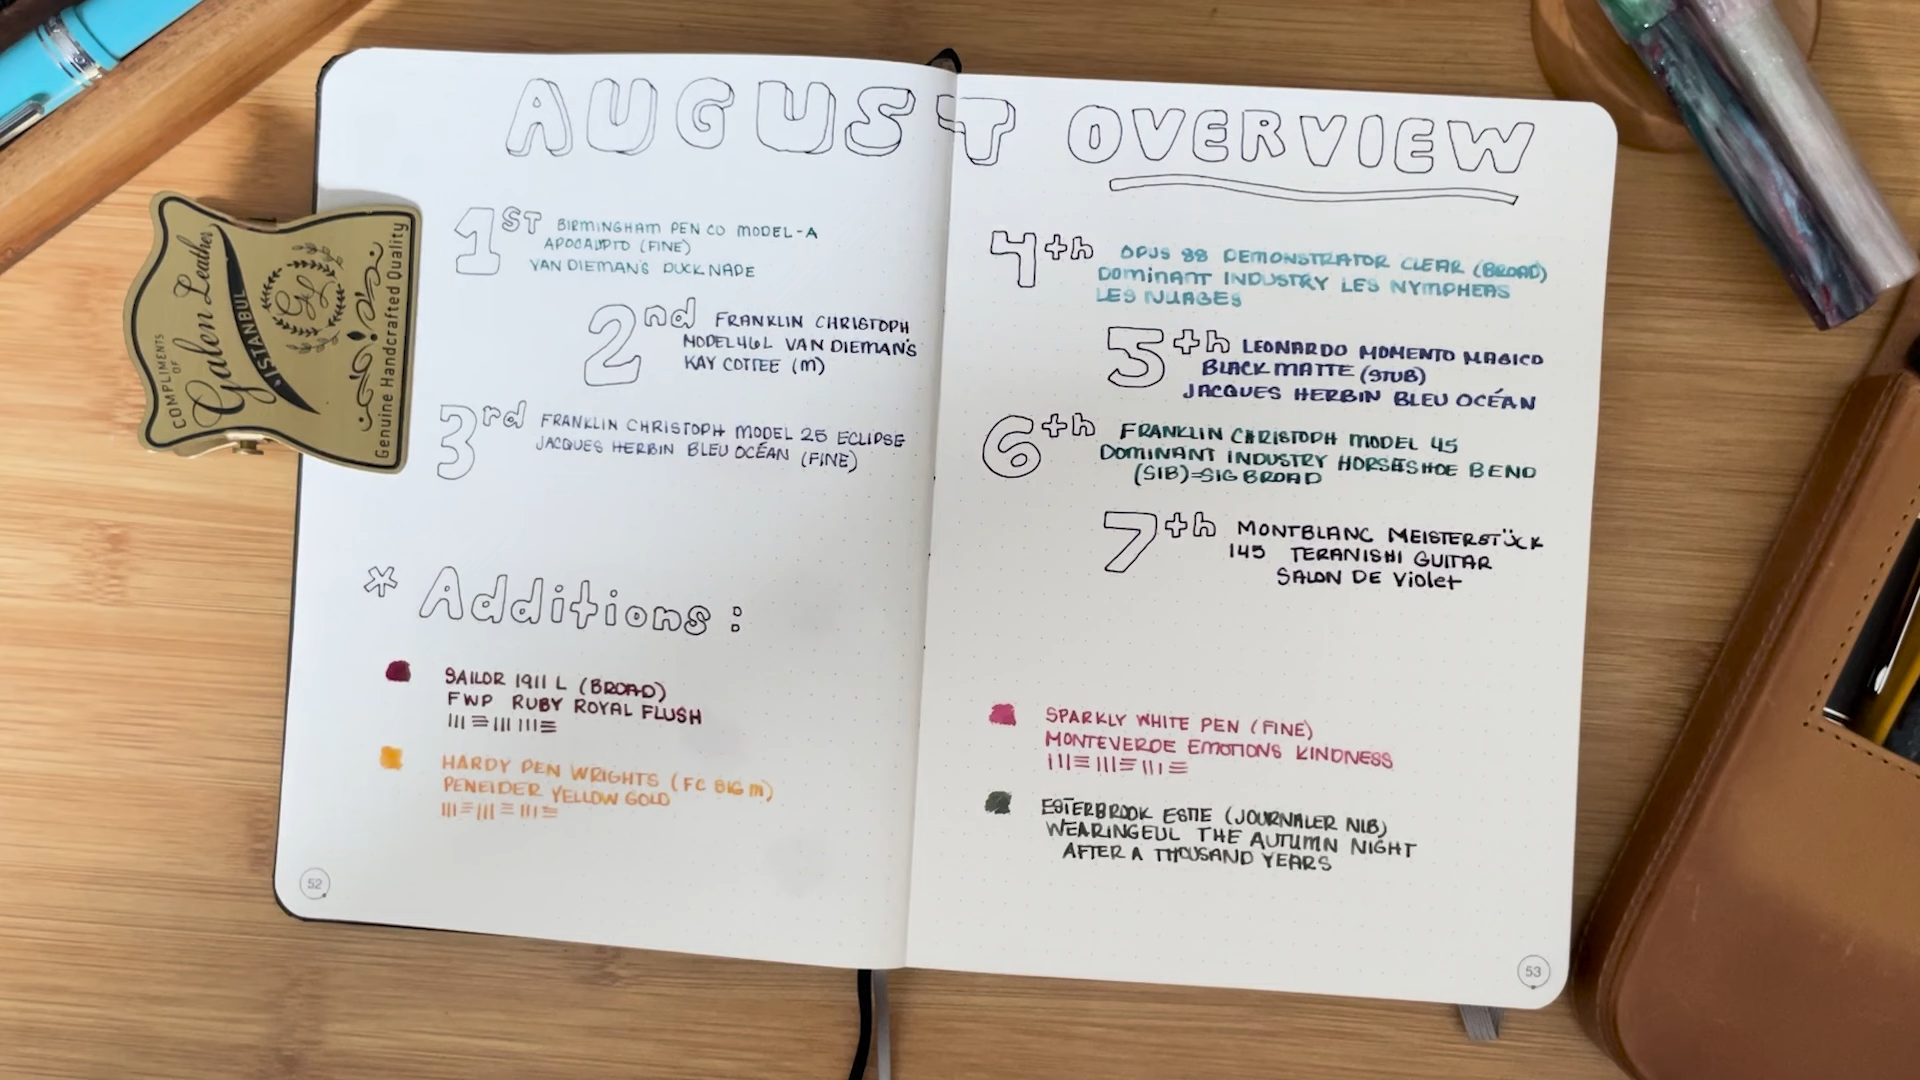 AUGUST OVERVIEW
1ST BIRMINGHAM PEN CO MODEL-A
APOCALYPTO (FINE)
VAN DIEMAN'S DUCK NAPE
2nd FRANKLIN CHRISTOPH
MODEL 46L VAN DIEMAN'S
KAY COTTEE (M)
3rd FRANKLIN CHRISTOPH MODEL 25 ECLIPSE
JACQUES HERBIN BLEU OCÉAN (FINE)
* Additions:
SAILOR 1911 L (BROAD)
FWP RUBY ROYAL FLUSH
HARDY PEN WRIGHTS (FC SIG M)
PENEIDER YELLOW GOLD
52
4th OPUS 88 DEMONSTRATOR CLEAR (BROAD)
DOMINANT INDUSTRY LES NYMPHEAS
LES NUAGES
5th LEONARDO MOMENTO MAGICO
BLACK MATTE (STUB)
JACQUES HERBIN BLEU OCÉAN
6th FRANKLIN CHRISTOPH MODEL 45
DOMINANT INDUSTRY HORSESHOE BEND
(SIB)=SIG BROAD
7th MONTBLANC MEISTERSTÜCK
145 TERANISHI GUITAR
SALON DE Violet
SPARKLY WHITE PEN (FINE)
MONTEVERDE EMOTIONS KINDNESS
ESTERBROOK ESTIE (JOURNALER NIB)
WEARINGEUL THE AUTUMN NIGHT
AFTER A THOUSAND YEARS
53
COMPLIMENTS
OF
Galen Leather
• ISTANBUL
GL
Genuine Handcrafted Quality